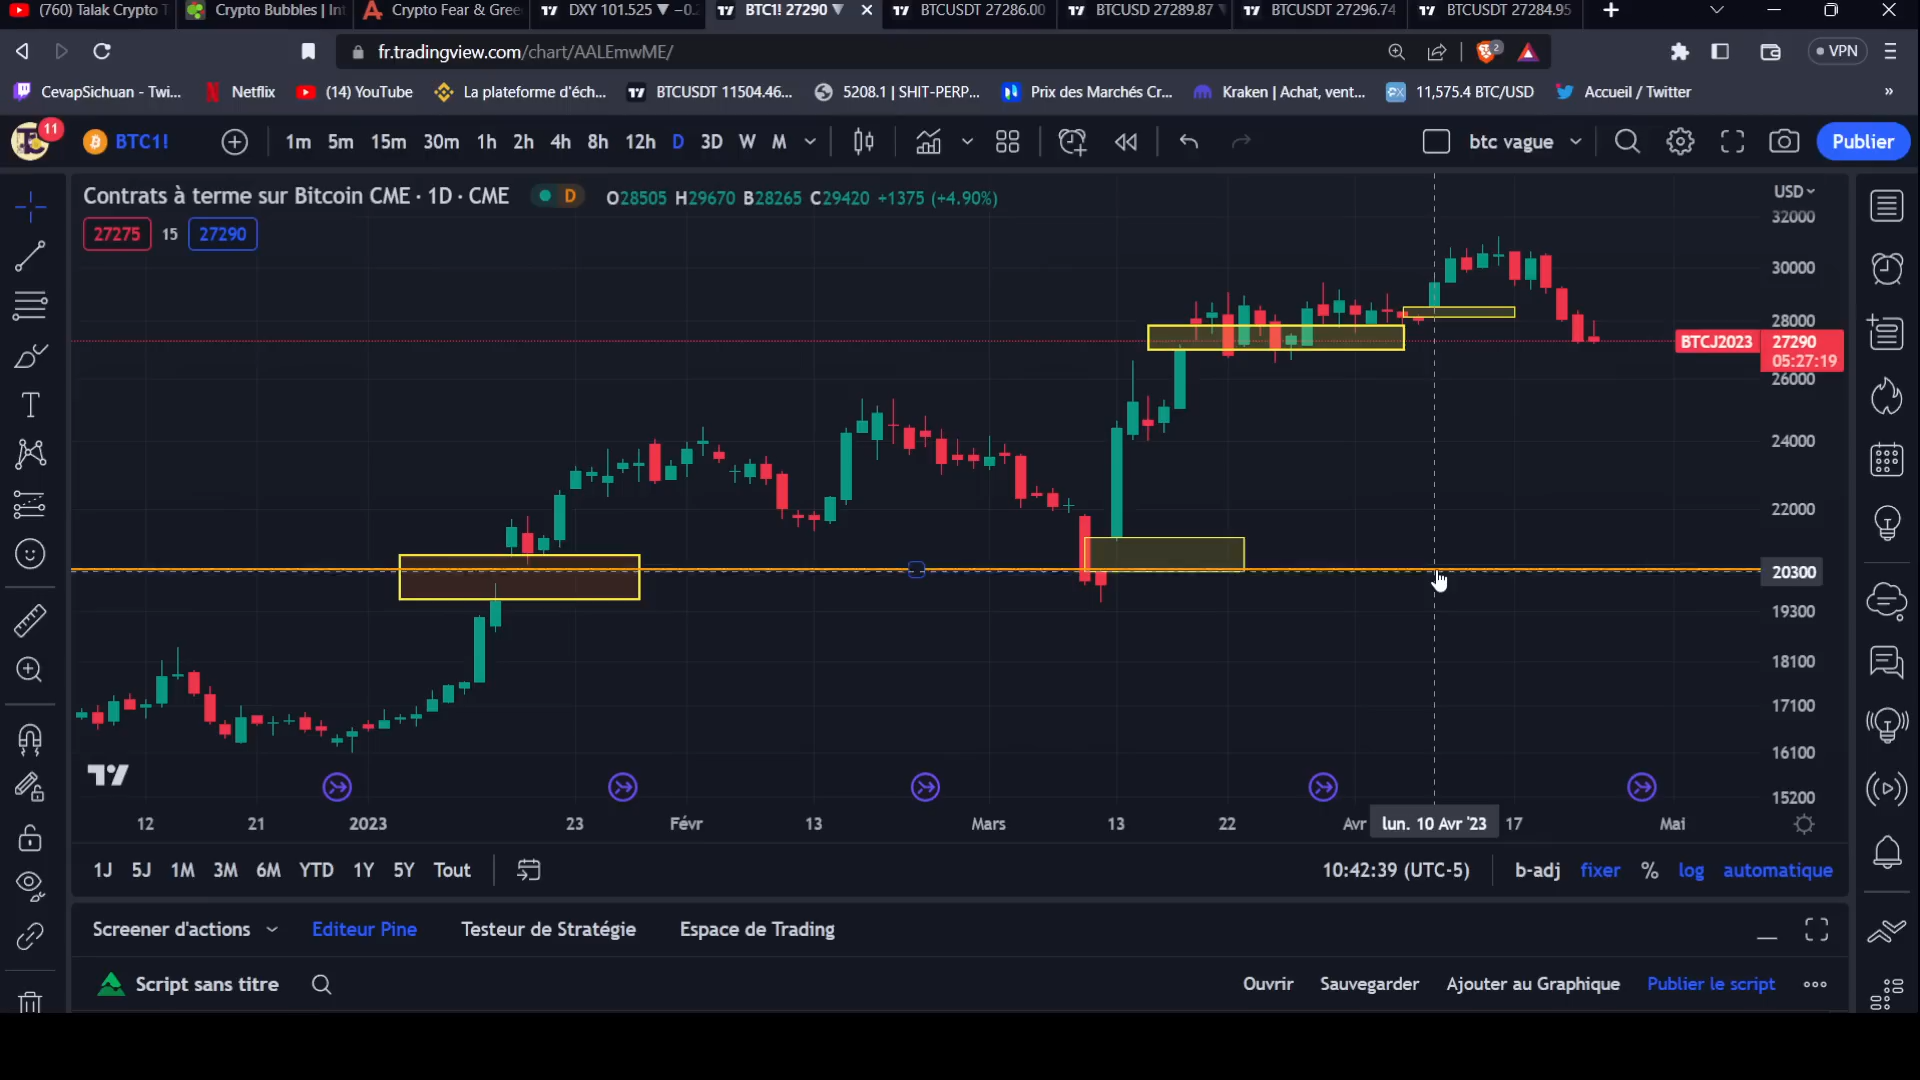 (760) Talak Crypto T
Crypto Bubbles | Int
Crypto Fear & Gree
DXY 101.525 ▼ −0.
BTC1! 27290 ▼
BTCUSDT 27286.00
BTCUSD 27289.87
BTCUSDT 27296.74
BTCUSDT 27284.95
fr.tradingview.com/chart/AALEmwME/
2
VPN
CevapSichuan - Twi...
Netflix
(14) YouTube
La plateforme d'éch...
BTCUSDT 11504.46...
5208.1 | SHIT-PERP...
Prix des Marchés Cr...
Kraken | Achat, vent...
11,575.4 BTC/USD
Accueil / Twitter
»
11
BTC1!
1m 5m 15m 30m 1h 2h 4h 8h 12h D 3D W M
btc vague
Publier
Contrats à terme sur Bitcoin CME · 1D · CME
D
O28505 H29670 B28265 C29420 +1375 (+4.90%)
27275 15 27290
USD
32000
30000
28000
BTCJ2023 27290
05:27:19
26000
24000
22000
20300
19300
18100
17100
16100
15200
12 21 2023 23 Févr 13 Mars 13 22 Avr lun. 10 Avr '23 17 Mai
1J 5J 1M 3M 6M YTD 1Y 5Y Tout
10:42:39 (UTC-5)
b-adj fixer % log automatique
Screener d'actions
Editeur Pine
Testeur de Stratégie
Espace de Trading
Script sans titre
Ouvrir
Sauvegarder
Ajouter au Graphique
Publier le script